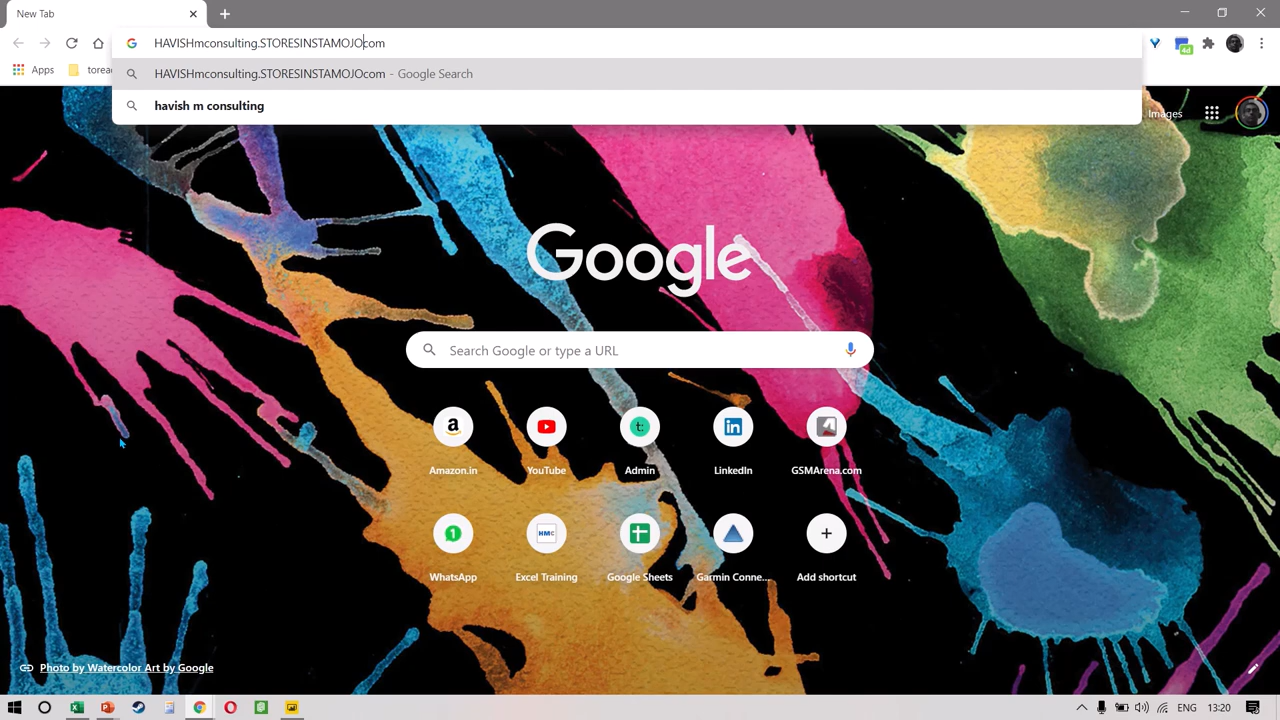 New Tab
HAVISHmconsulting.STORESINSTAMOJOcom
Apps
torea
HAVISHmconsulting.STORESINSTAMOJOcom - Google Search
havish m consulting
4d
Images
Google
Search Google or type a URL
Amazon.in
YouTube
Admin
LinkedIn
GSMArena.com
WhatsApp
Excel Training
Google Sheets
Garmin Conne...
Add shortcut
Photo by Watercolor Art by Google
ENG
13:20